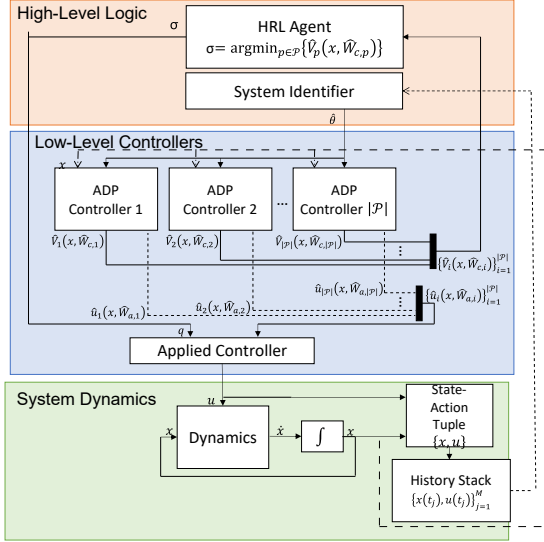 High-Level Logic
σ
HRL Agent
σ= argmin_{p∈𝒫}{V̂_p(x, Ŵ_{c,p})}
System Identifier
θ̂
Low-Level Controllers
x
ADP
Controller 1
ADP
Controller 2
...
ADP
Controller |𝒫|
V̂_1(x, Ŵ_{c,1})
V̂_2(x, Ŵ_{c,2})
V̂_{|𝒫|}(x, Ŵ_{c,|𝒫|})
⋮
{V̂_i(x, Ŵ_{c,i})}_{i=1}^{|𝒫|}
û_{|𝒫|}(x, Ŵ_{a,|𝒫|})
⋮
{û_i(x, Ŵ_{a,i})}_{i=1}^{|𝒫|}
û_1(x, Ŵ_{a,1})
û_2(x, Ŵ_{a,2})
q
Applied Controller
System Dynamics
u
x
Dynamics
ẋ
∫
x
State-
Action
Tuple
{x, u}
History Stack
{x(t_j), u(t_j)}_{j=1}^{M}